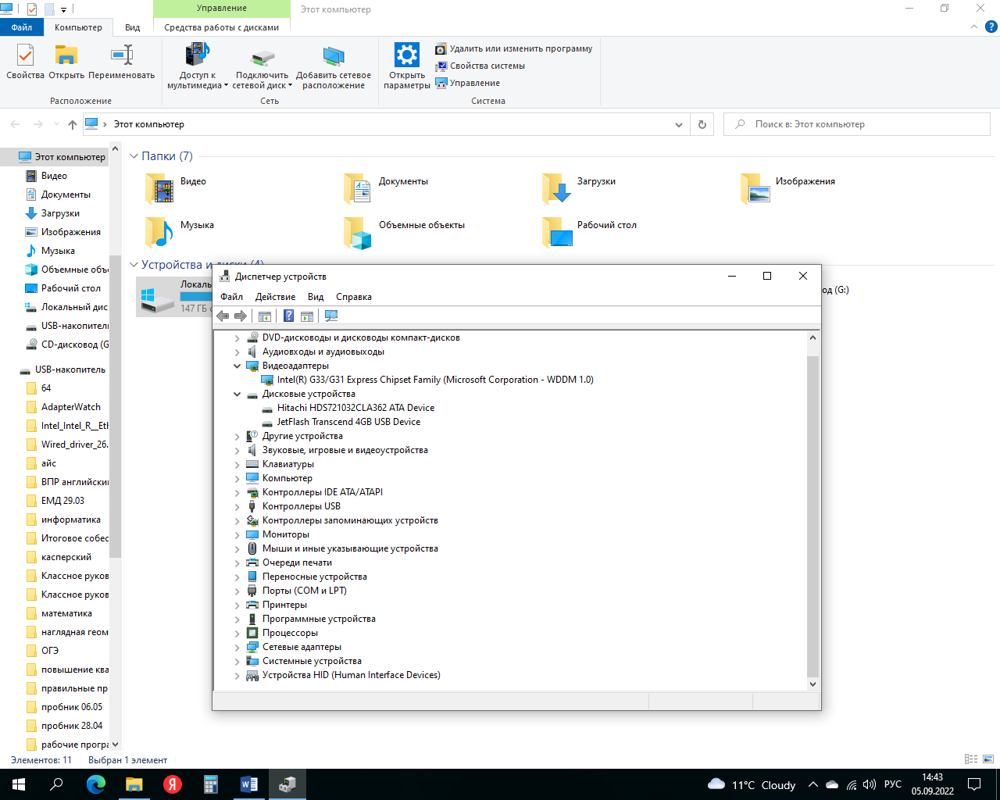 Управление
Этот компьютер
Файл
Компьютер
Вид
Средства работы с дисками
Свойства
Открыть
Переименовать
Доступ к мультимедиа
Подключить сетевой диск
Добавить сетевое расположение
Открыть параметры
Удалить или изменить программу
Свойства системы
Управление
Расположение
Сеть
Система
Этот компьютер
Поиск в: Этот компьютер
Этот компьютер
Видео
Документы
Загрузки
Изображения
Музыка
Объемные объ
Рабочий стол
Локальный дис
USB-накопител
CD-дисковод (G
USB-накопитель
64
AdapterWatch
Intel_Intel_R__Eth
Wired_driver_26.
айс
ВПР английски
ЕМД 29.03
информатика
Итоговое собес
касперский
Классное руков
Классное руков
математика
наглядная геом
ОГЭ
повышение ква
правильные пр
пробник 06.05
пробник 28.04
рабочие програ
Папки (7)
Видео
Документы
Загрузки
Изображения
Музыка
Объемные объекты
Рабочий стол
Устройства и диски (4)
Локаль
147 ГБ с
од (G:)
Диспетчер устройств
Файл
Действие
Вид
Справка
DVD-дисководы и дисководы компакт-дисков
Аудиовходы и аудиовыходы
Видеоадаптеры
Intel(R) G33/G31 Express Chipset Family (Microsoft Corporation - WDDM 1.0)
Дисковые устройства
Hitachi HDS721032CLA362 ATA Device
JetFlash Transcend 4GB USB Device
Другие устройства
Звуковые, игровые и видеоустройства
Клавиатуры
Компьютер
Контроллеры IDE ATA/ATAPI
Контроллеры USB
Контроллеры запоминающих устройств
Мониторы
Мыши и иные указывающие устройства
Очереди печати
Переносные устройства
Порты (COM и LPT)
Принтеры
Программные устройства
Процессоры
Сетевые адаптеры
Системные устройства
Устройства HID (Human Interface Devices)
Элементов: 11
Выбран 1 элемент
11°C Cloudy
РУС
14:43
05.09.2022